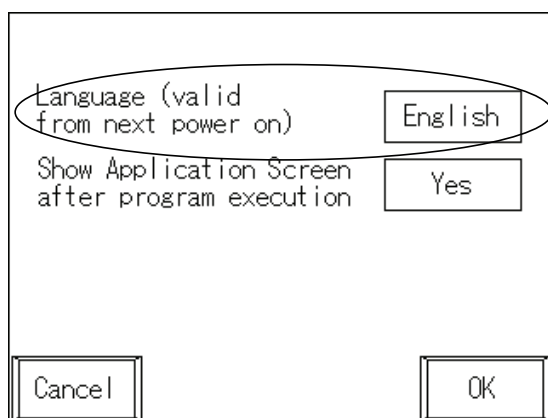 Language (valid
from next power on)
English
Show Application Screen
after program execution
Yes
Cancel
OK